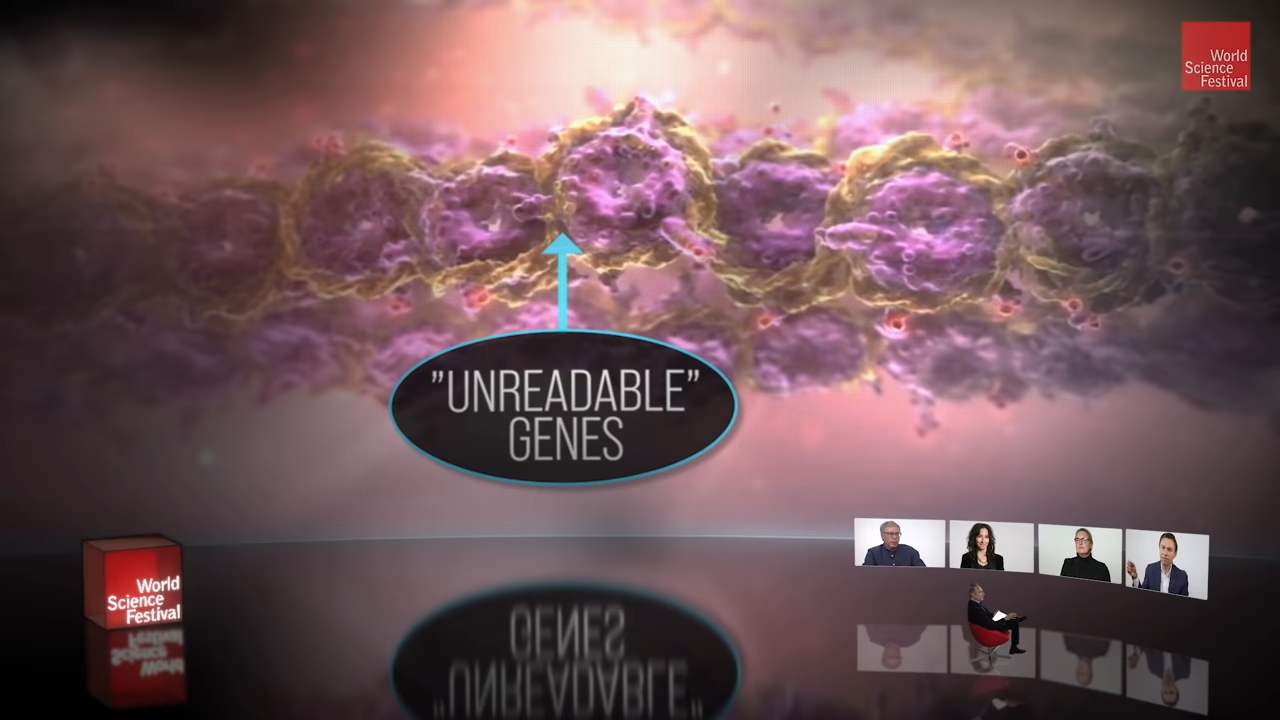 World
Science
Festival
”UNREADABLE”
GENES
World
Science
Festival